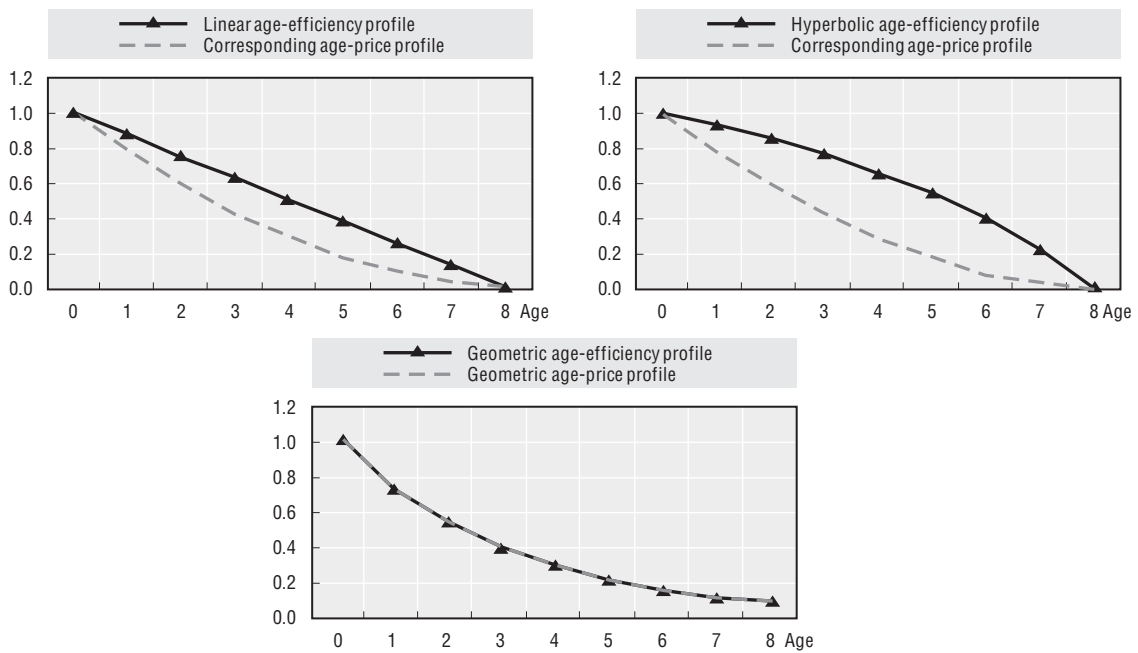 Linear age-efficiency profile
Corresponding age-price profile
1.2
1.0
0.8
0.6
0.4
0.2
0.0
0 1 2 3 4 5 6 7 8 Age
Hyperbolic age-efficiency profile
Corresponding age-price profile
1.2
1.0
0.8
0.6
0.4
0.2
0.0
0 1 2 3 4 5 6 7 8 Age
Geometric age-efficiency profile
Geometric age-price profile
1.2
1.0
0.8
0.6
0.4
0.2
0.0
0 1 2 3 4 5 6 7 8 Age